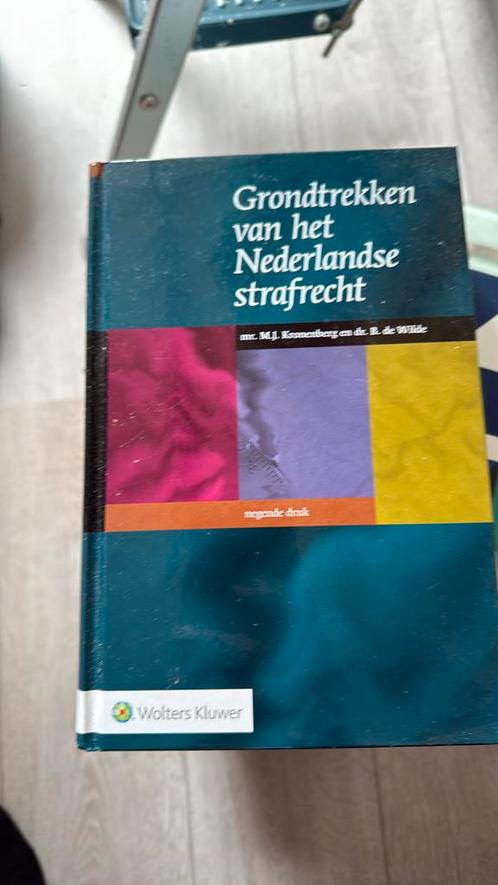 Grondtrekken
van het
Nederlandse
strafrecht
mr. M.J. Kronenberg en dr. B. de Wilde
negende druk
Wolters Kluwer